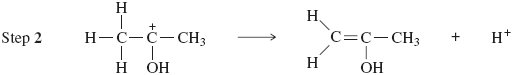 H H
Step 2 H—C—C⁺—CH₃ ⟶ C=C—CH₃ + H⁺
H OH H OH